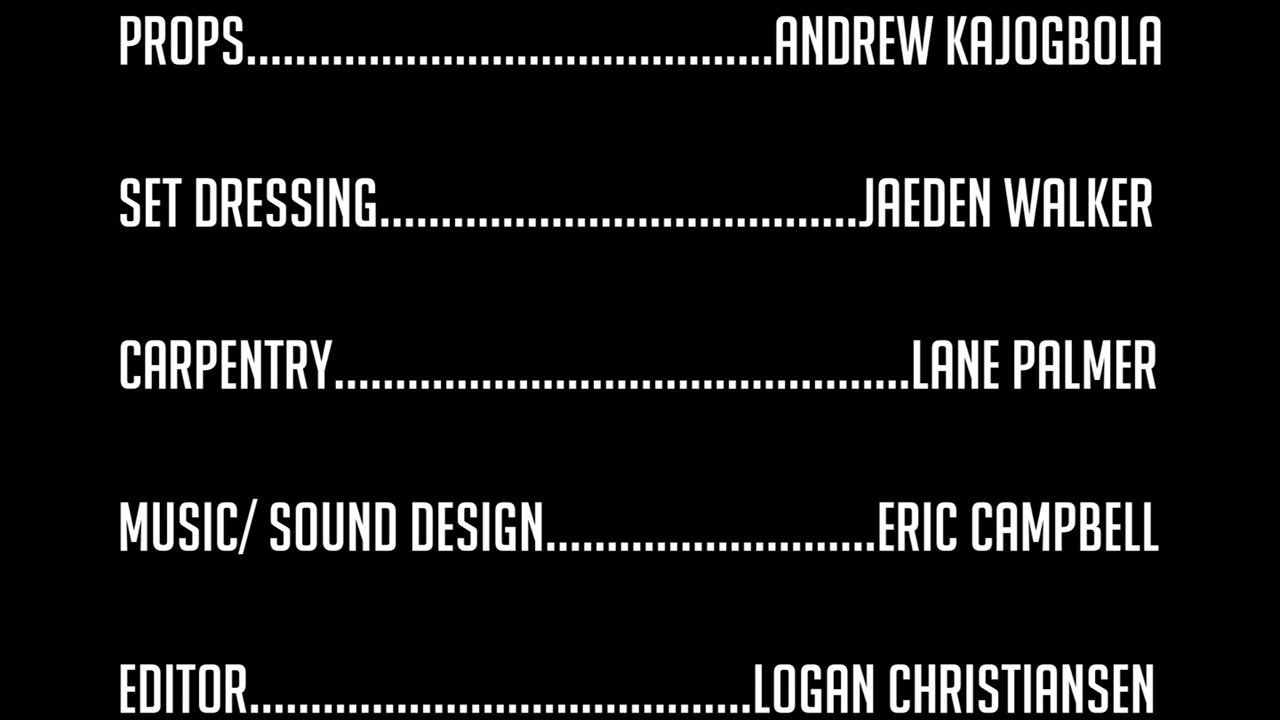 PROPS...........................................ANDREW KAJOGBOLA
SET DRESSING.......................................JAEDEN WALKER
CARPENTRY...............................................LANE PALMER
MUSIC/ SOUND DESIGN...........................ERIC CAMPBELL
EDITOR.........................................LOGAN CHRISTIANSEN